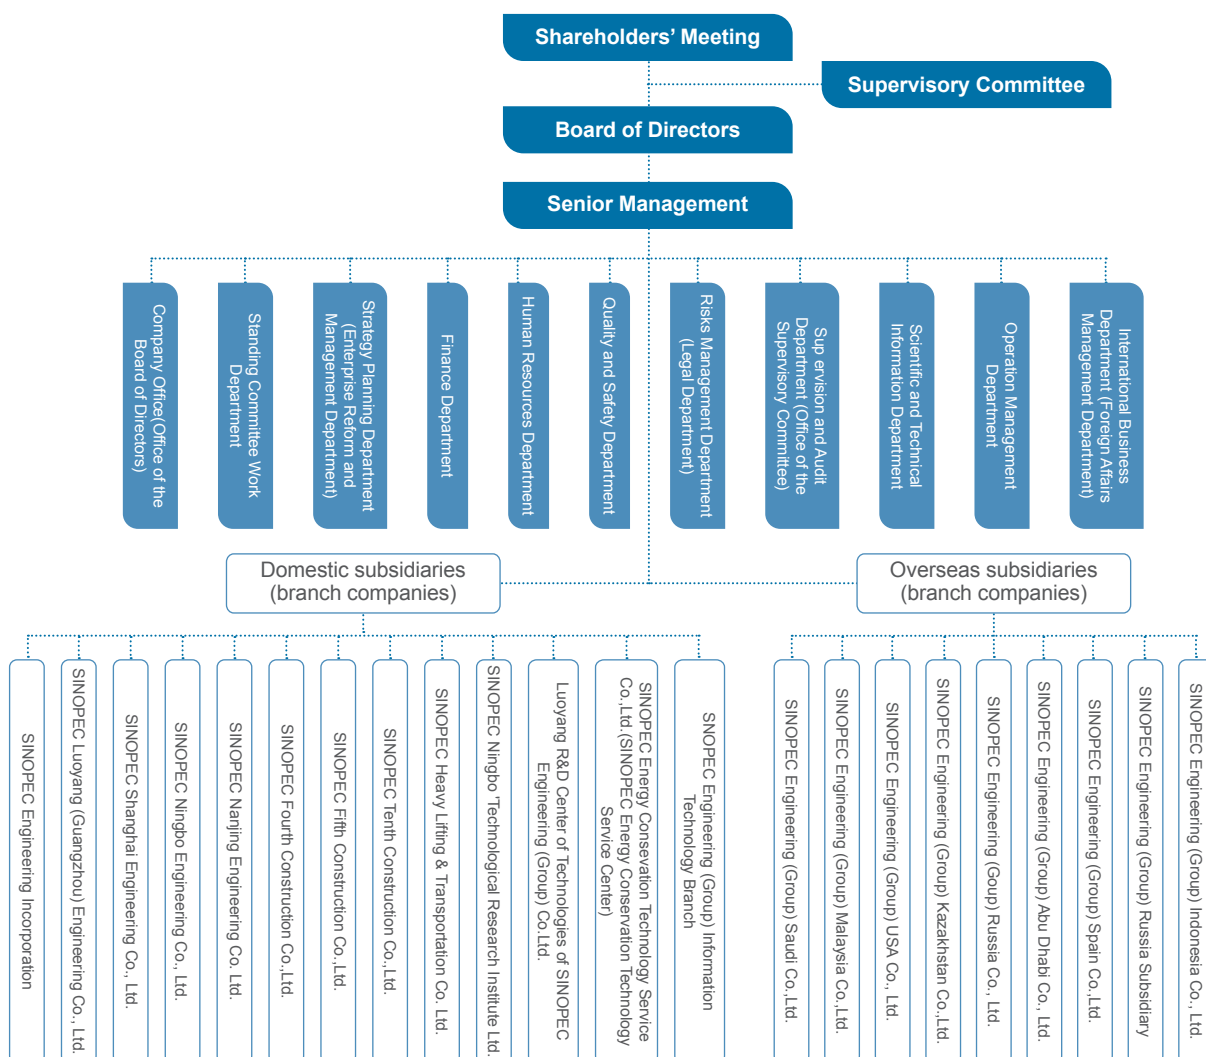 Shareholders’ Meeting
Supervisory Committee
Board of Directors
Senior Management
Company Office(Office of the
Board of Directors)
Standing Committee Work
Department
Strategy Planning Department
(Enterprise Reform and
Management Department)
Finance Department
Human Resources Department
Quality and Safety Department
Risks Management Department
(Legal Department)
Sup ervision and Audit
Department (Office of the
Supervisory Committee)
Scientific and Technical
Information Department
Operation Management
Department
International Business
Department (Foreign Affairs
Management Department)
Domestic subsidiaries
(branch companies)
Overseas subsidiaries
(branch companies)
SINOPEC Engineering Incorporation
SINOPEC Luoyang (Guangzhou) Engineering Co., Ltd.
SINOPEC Shanghai Engineering Co., Ltd.
SINOPEC Ningbo Engineering Co., Ltd.
SINOPEC Nanjing Engineering Co. Ltd.
SINOPEC Fourth Construction Co.,Ltd.
SINOPEC Fifth Construction Co.,Ltd.
SINOPEC Tenth Construction Co.,Ltd.
SINOPEC Heavy Lifting & Transportation Co. Ltd.
SINOPEC Ningbo 'Technological Research Institute Ltd.
Luoyang R&D Center of Technologies of SINOPEC
Engineering (Group) Co.Ltd.
SINOPEC Energy Consevation Technology Service
Co.,Ltd.(SINOPEC Energy Conservation Technology
Service Center)
SNOPEC Engineering (Group) Information
Technology Branch
SINOPEC Engineering (Group) Saudi Co.,Ltd.
SINOPEC Engineering (Group) Malaysia Co.,Ltd.
SINOPEC Engineering (Group) USA Co., Ltd.
SINOPEC Engineering (Group) Kazakhstan Co.,Ltd.
SINOPEC Engineering (Goup) Russia Co., Ltd.
SINOPEC Engineering (Group) Abu Dhabi Co., Ltd.
SINOPEC Engineering (Group) Spain Co.,Ltd.
SINOPEC Engineering (Group) Russia Subsidiary
SINOPEC Engineering (Group) Indonesia Co., Ltd.